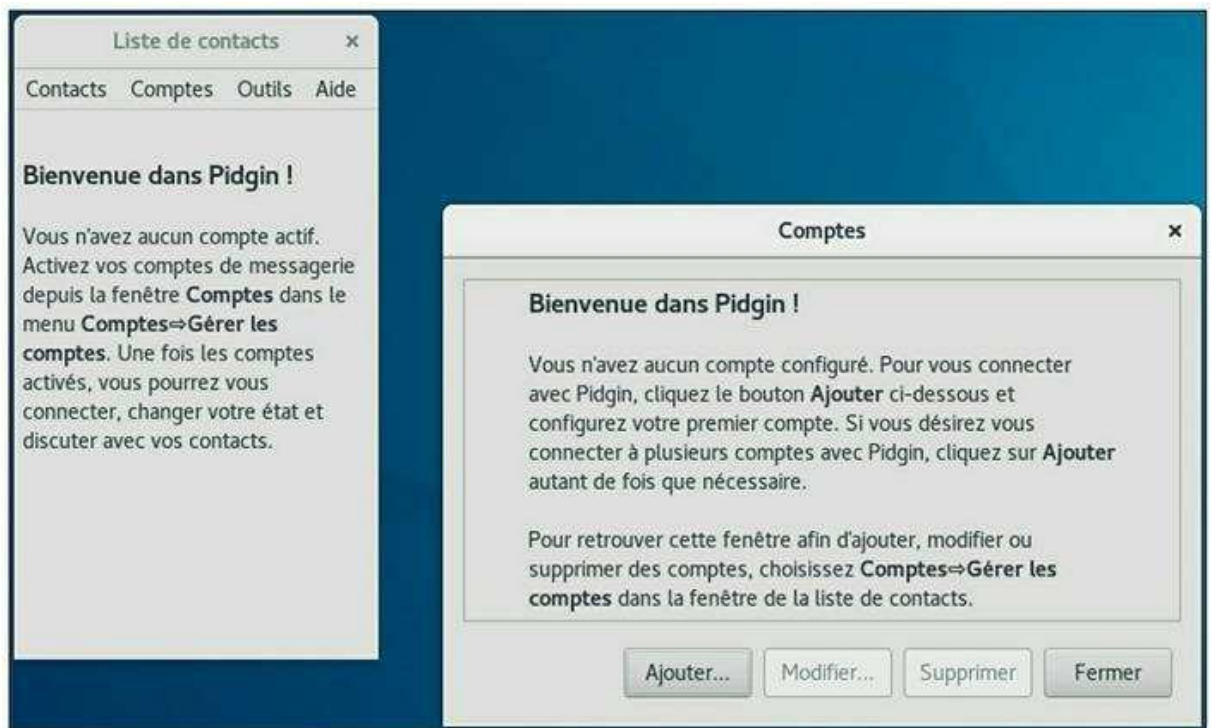 Liste de contacts ×
Contacts Comptes Outils Aide
Bienvenue dans Pidgin !
Vous n'avez aucun compte actif.
Activez vos comptes de messagerie
depuis la fenêtre Comptes dans le
menu Comptes⇨Gérer les
comptes. Une fois les comptes
activés, vous pourrez vous
connecter, changer votre état et
discuter avec vos contacts.
Comptes ×
Bienvenue dans Pidgin !
Vous n'avez aucun compte configuré. Pour vous connecter
avec Pidgin, cliquez le bouton Ajouter ci-dessous et
configurez votre premier compte. Si vous désirez vous
connecter à plusieurs comptes avec Pidgin, cliquez sur Ajouter
autant de fois que nécessaire.
Pour retrouver cette fenêtre afin d'ajouter, modifier ou
supprimer des comptes, choisissez Comptes⇨Gérer les
comptes dans la fenêtre de la liste de contacts.
Ajouter... Modifier... Supprimer Fermer